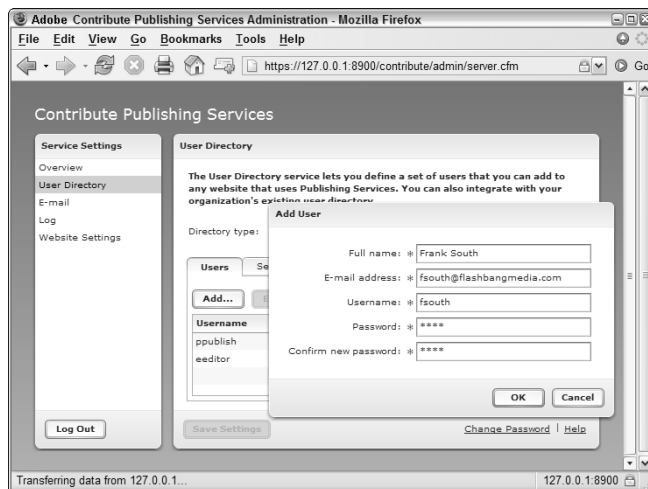 Adobe Contribute Publishing Services Administration - Mozilla Firefox
File Edit View Go Bookmarks Tools Help
https://127.0.0.1:8900/contribute/admin/server.cfm
Go
Contribute Publishing Services
Service Settings
Overview
User Directory
E-mail
Log
Website Settings
Log Out
User Directory
The User Directory service lets you define a set of users that you can add to
any website that uses Publishing Services. You can also integrate with your
organization's existing user directory.
Directory type:
Users Se
Add... E
Username
ppublish
eeditor
Save Settings
Change Password | Help
Add User
Full name: * Frank South
E-mail address: * fsouth@flashbangmedia.com
Username: * fsouth
Password: * ****
Confirm new password: * ****
OK Cancel
Transferring data from 127.0.0.1...
127.0.0.1:8900